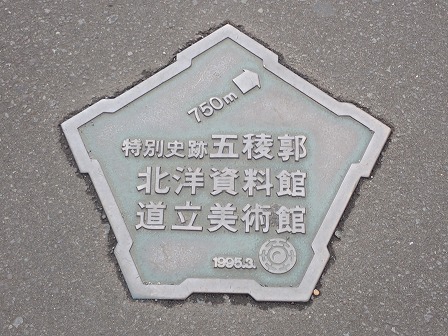 750m
特別史跡五稜郭
北洋資料館
道立美術館
1995.3.